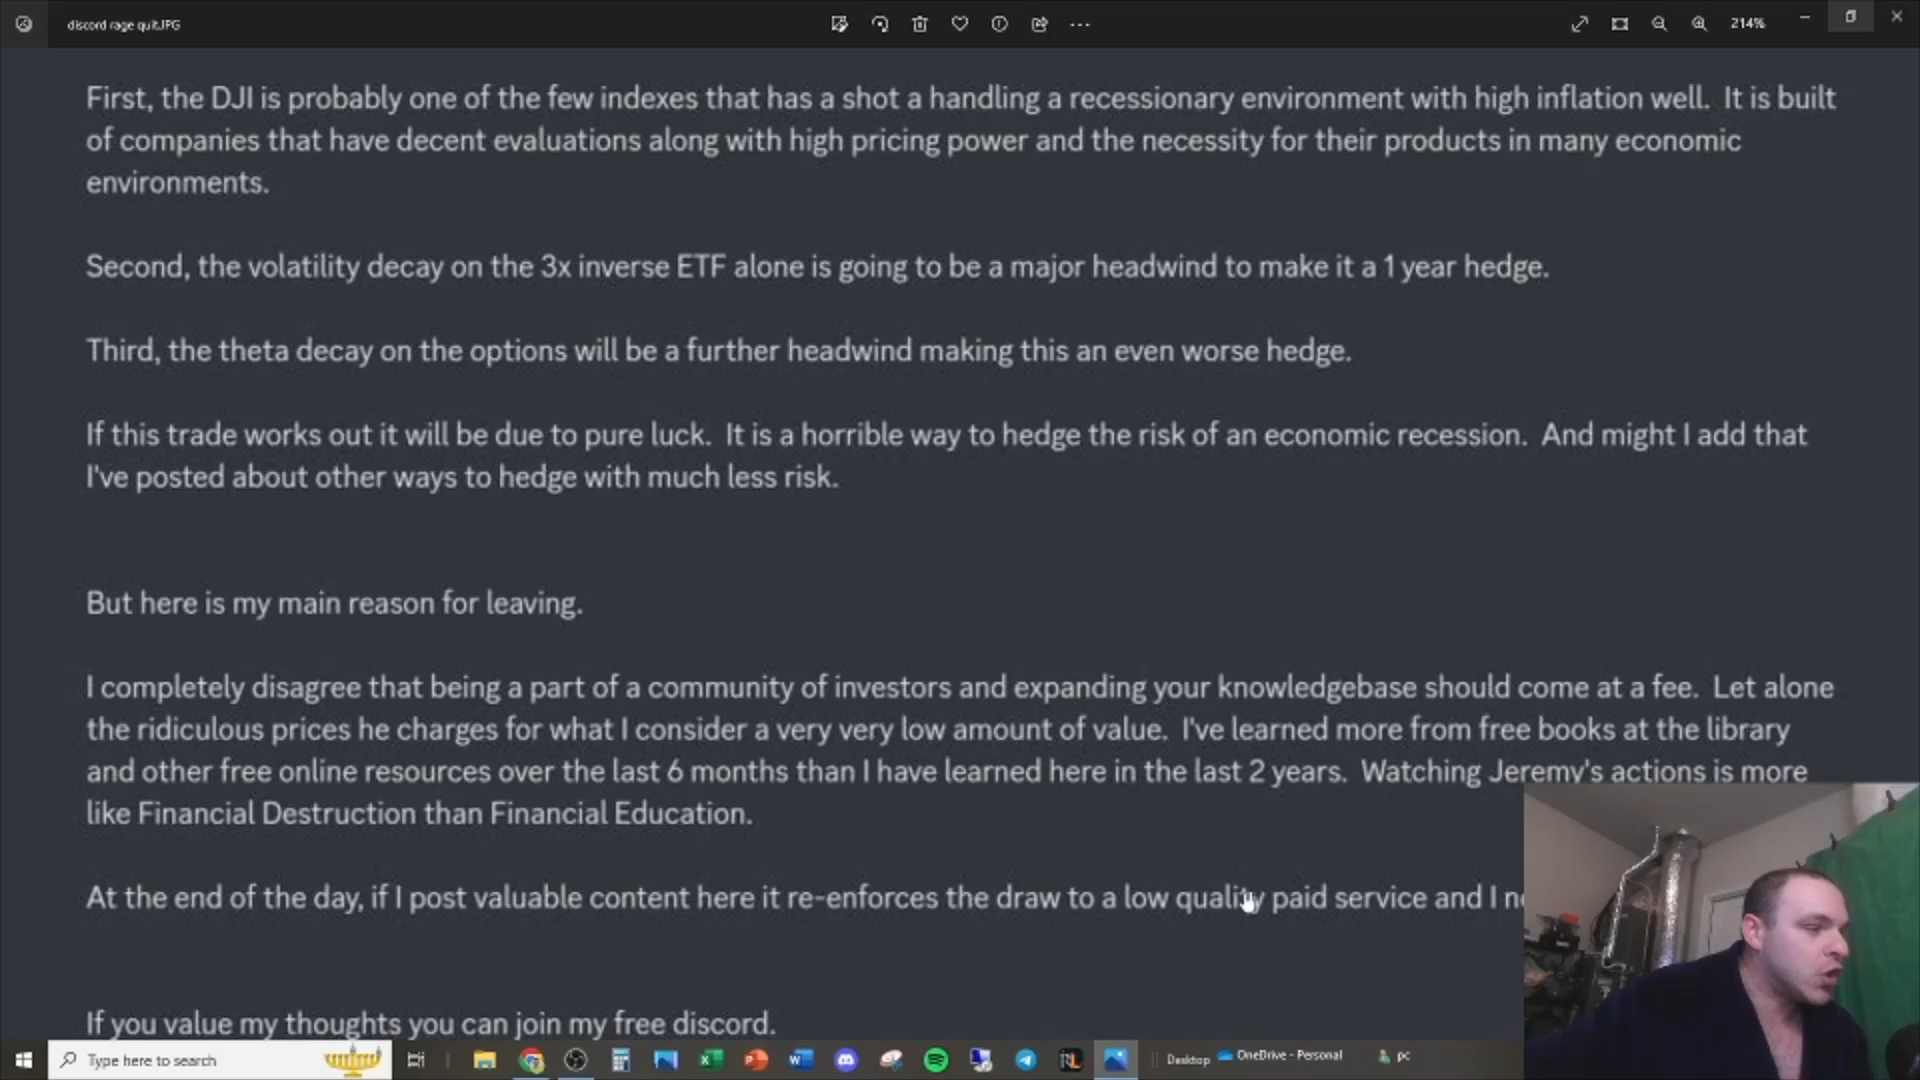 discord rage quit.JPG
214%
First, the DJI is probably one of the few indexes that has a shot a handling a recessionary environment with high inflation well. It is built
of companies that have decent evaluations along with high pricing power and the necessity for their products in many economic
environments.
Second, the volatility decay on the 3x inverse ETF alone is going to be a major headwind to make it a 1 year hedge.
Third, the theta decay on the options will be a further headwind making this an even worse hedge.
If this trade works out it will be due to pure luck. It is a horrible way to hedge the risk of an economic recession. And might I add that
I've posted about other ways to hedge with much less risk.
But here is my main reason for leaving.
I completely disagree that being a part of a community of investors and expanding your knowledgebase should come at a fee. Let alone
the ridiculous prices he charges for what I consider a very very low amount of value. I've learned more from free books at the library
and other free online resources over the last 6 months than I have learned here in the last 2 years. Watching Jeremy's actions is more
like Financial Destruction than Financial Education.
At the end of the day, if I post valuable content here it re-enforces the draw to a low quality paid service and I
If you value my thoughts you can join my free discord.
Type here to search
Desktop
OneDrive - Personal
pc